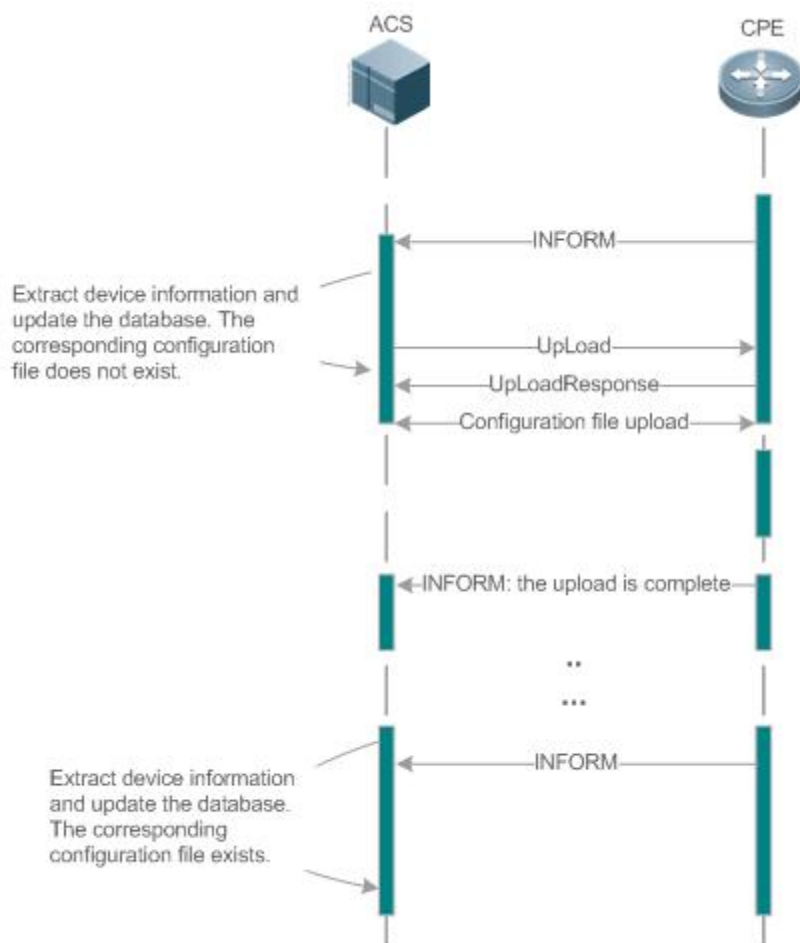 ACS
CPE
INFORM
Extract device information and
update the database. The
corresponding configuration
file does not exist.
UpLoad
UpLoadResponse
Configuration file upload
INFORM: the upload is complete
..
...
INFORM
Extract device information
and update the database.
The corresponding
configuration file exists.